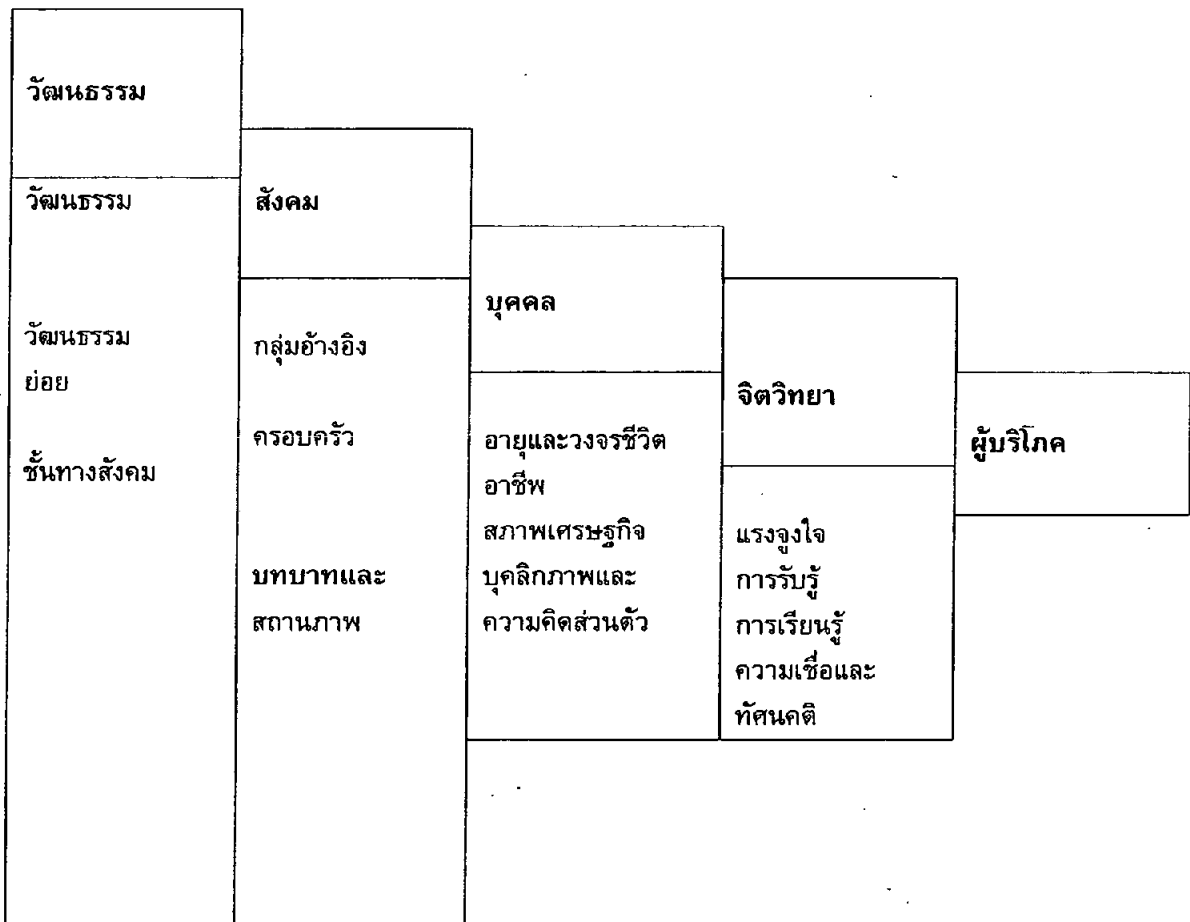 วัฒนธรรม
วัฒนธรรม
วัฒนธรรม
ย่อย
ชั้นทางสังคม
สังคม
กลุ่มอ้างอิง
ครอบครัว
บทบาทและ
สถานภาพ
บุคคล
อายุและวงจรชีวิต
อาชีพ
สภาพเศรษฐกิจ
บุคลิกภาพและ
ความคิดส่วนตัว
จิตวิทยา
แรงจูงใจ
การรับรู้
การเรียนรู้
ความเชื่อและ
ทัศนคติ
ผู้บริโภค